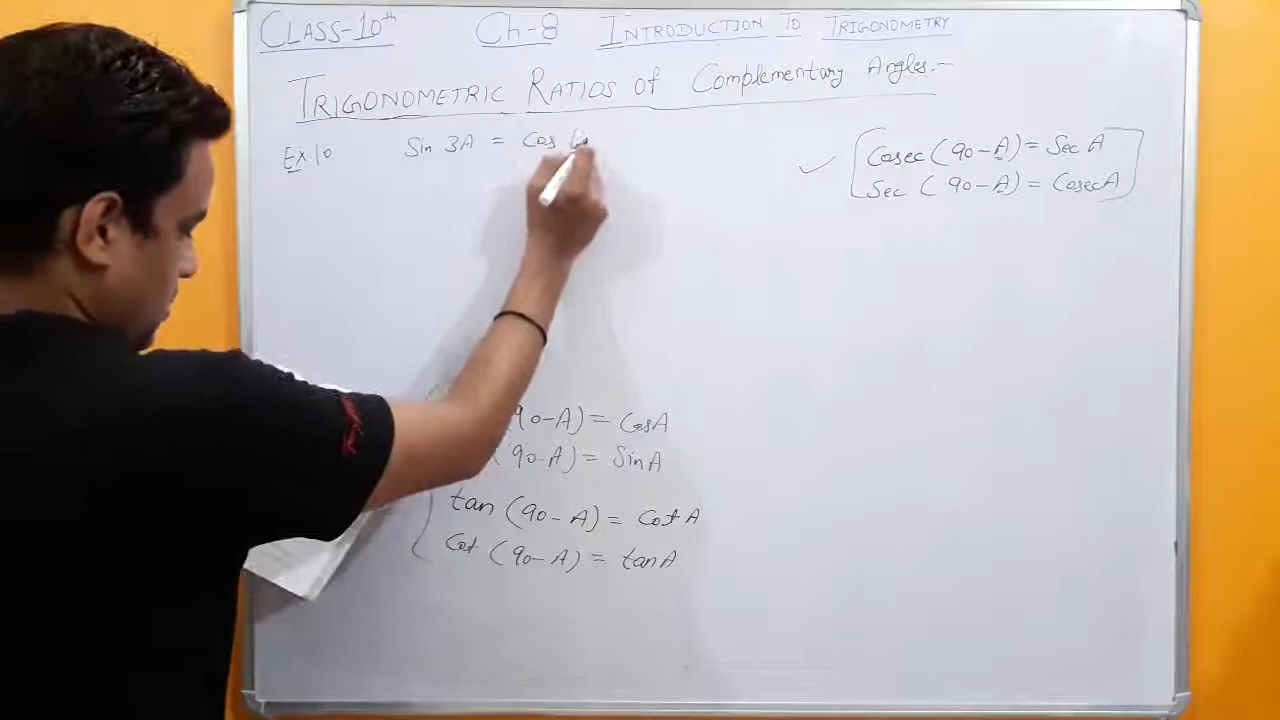 CLASS-10th Ch-8 INTRODUCTION TO TRIGONOMETRY
TRIGONOMETRIC RATIOS of Complementary Angles.-
Ex 10 Sin 3A = Cos (
Cosec (90-A) = Sec A
Sec (90-A) = CosecA
90-A) = CosA
(90-A) = SinA
tan (90-A) = Cot A
Cot (90-A) = tanA